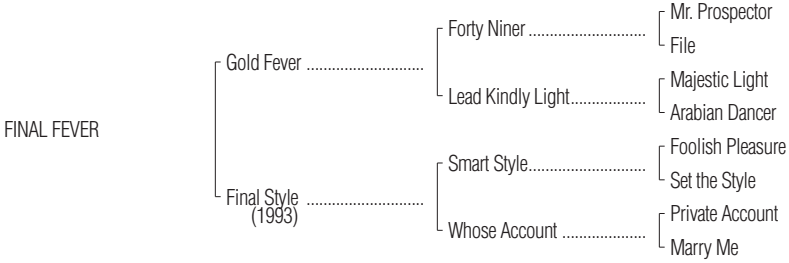 Mr. Prospector
Forty Niner ............................
File
Gold Fever ............................
Majestic Light
Lead Kindly Light..................
Arabian Dancer
FINAL FEVER
Foolish Pleasure
Smart Style............................
Set the Style
Final Style ............................
(1993)
Private Account
Whose Account ....................
Marry Me